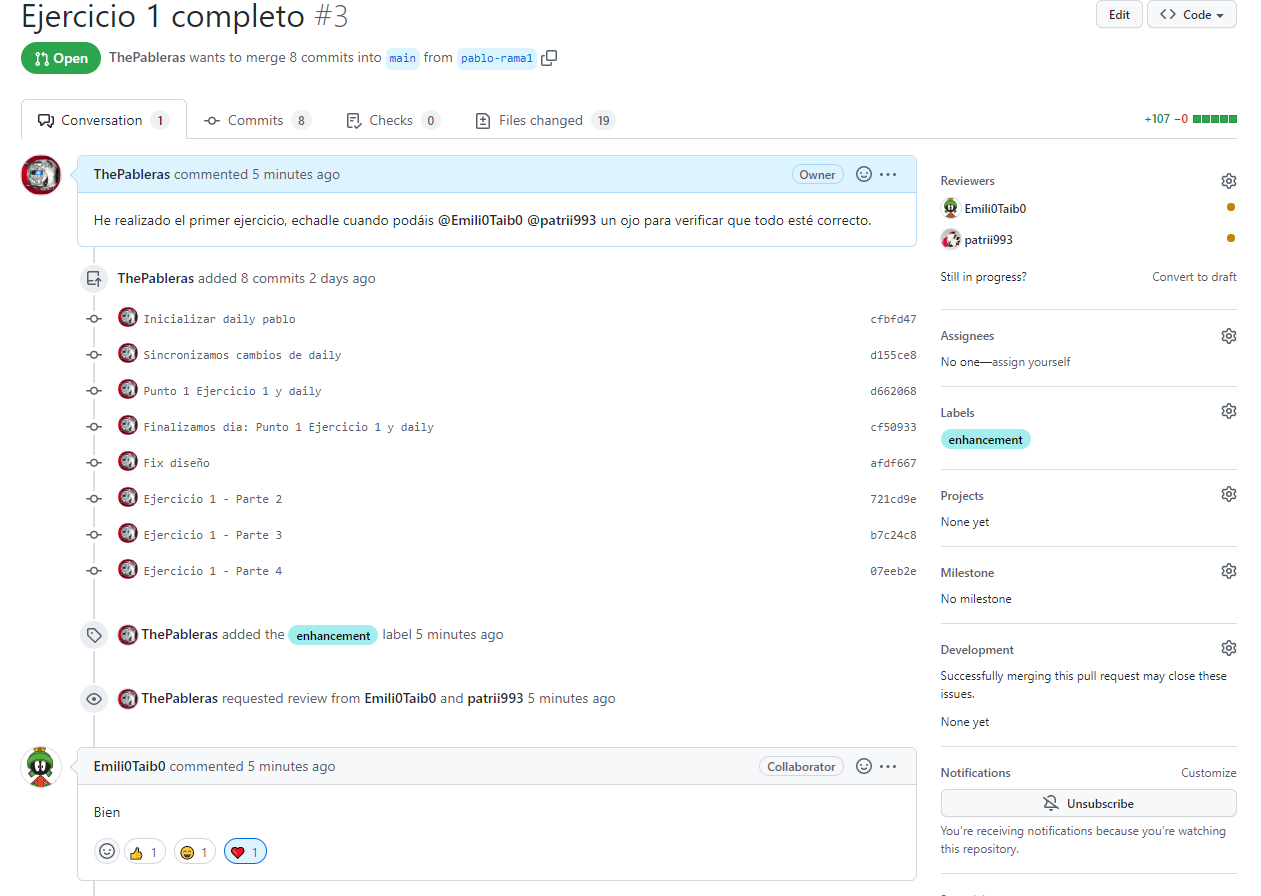 Ejercicio 1 completo #3
Edit
Code
Open
ThePableras wants to merge 8 commits into main from pablo-rama1
Conversation 1
Commits 8
Checks 0
Files changed 19
+107 −0
ThePableras commented 5 minutes ago
Owner
He realizado el primer ejercicio, echadle cuando podáis @Emili0Taib0 @patrii993 un ojo para verificar que todo esté correcto.
ThePableras added 8 commits 2 days ago
Inicializar daily pablo cfbfd47
Sincronizamos cambios de daily d155ce8
Punto 1 Ejercicio 1 y daily d662068
Finalizamos dia: Punto 1 Ejercicio 1 y daily cf50933
Fix diseño afdf667
Ejercicio 1 - Parte 2 721cd9e
Ejercicio 1 - Parte 3 b7c24c8
Ejercicio 1 - Parte 4 07eeb2e
ThePableras added the enhancement label 5 minutes ago
ThePableras requested review from Emili0Taib0 and patrii993 5 minutes ago
Emili0Taib0 commented 5 minutes ago
Collaborator
Bien
1 1 1
Reviewers
Emili0Taib0
patrii993
Still in progress? Convert to draft
Assignees
No one—assign yourself
Labels
enhancement
Projects
None yet
Milestone
No milestone
Development
Successfully merging this pull request may close these
issues.
None yet
Notifications Customize
Unsubscribe
You're receiving notifications because you're watching
this repository.